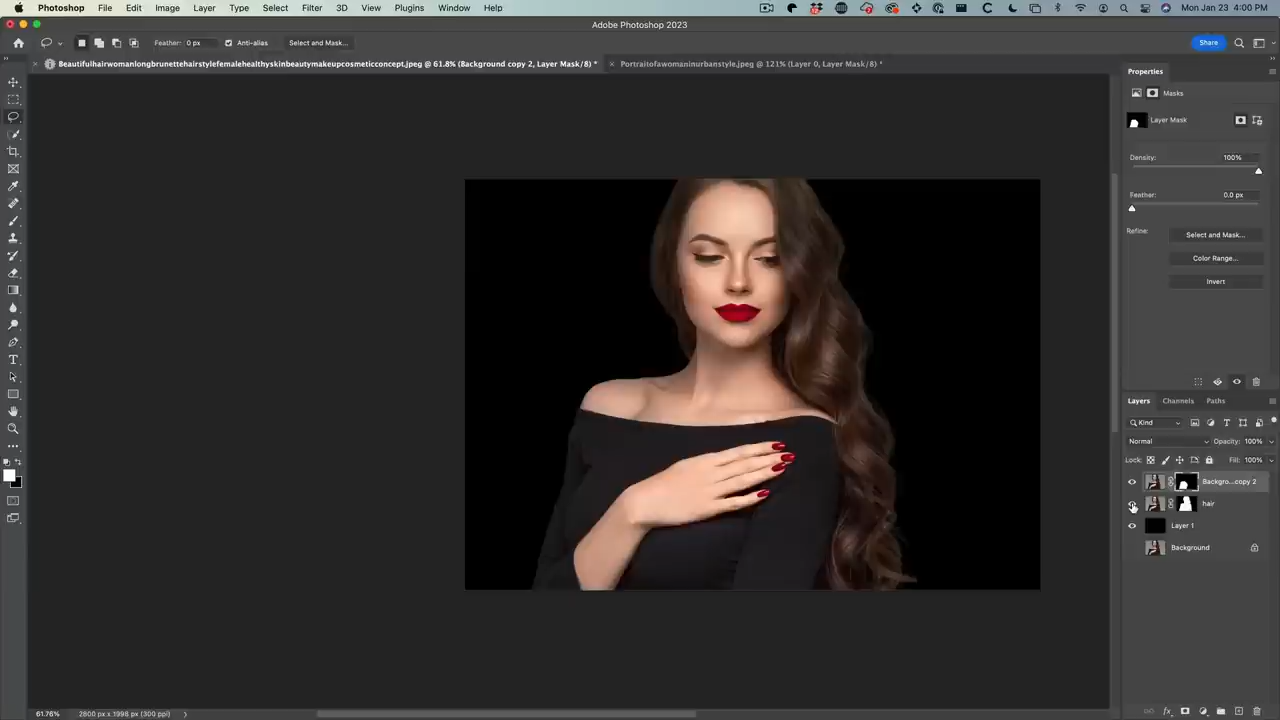 Photoshop File Edit Image Layer Type Select Filter 3D View Plugins Window Help Mon Jan 23 4:00 PM
Adobe Photoshop 2023
Feather: 0 px Anti-alias Select and Mask... Share
Beautifulhairwomanlongbrunettehairstylefemalehealthyskinbeautymakeupcosmeticconcept.jpeg @ 61.8% (Background copy 2, Layer Mask/8) * Portraitofawomaninurbanstyle.jpeg @ 121% (Layer 0, Layer Mask/8) *
Properties
Masks
Layer Mask
Density: 100%
Feather: 0.0 px
Refine: Select and Mask...
Color Range...
Invert
Layers Channels Paths
Kind
Normal Opacity: 100%
Lock: Fill: 100%
Backgro...copy 2
hair
Layer 1
Background
61.76% 2800 px x 1998 px (300 ppi)